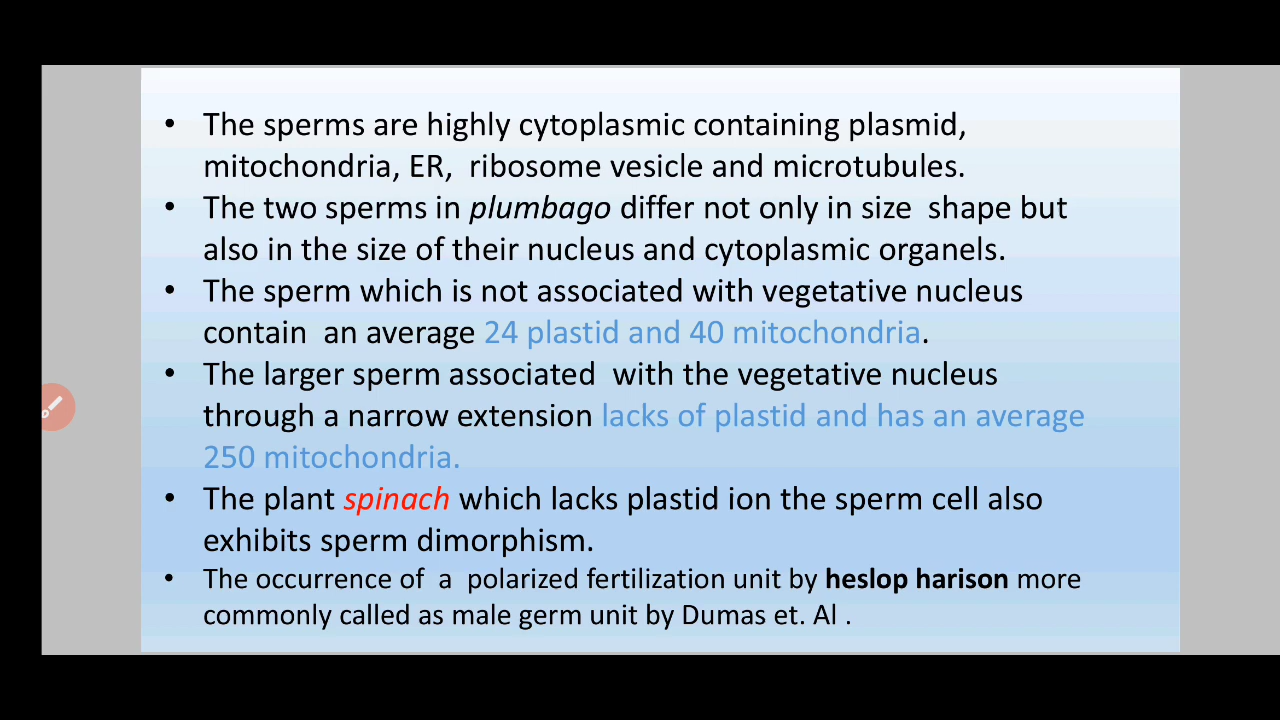 • The sperms are highly cytoplasmic containing plasmid,
mitochondria, ER,  ribosome vesicle and microtubules.
• The two sperms in plumbago differ not only in size  shape but
also in the size of their nucleus and cytoplasmic organels.
• The sperm which is not associated with vegetative nucleus
contain  an average 24 plastid and 40 mitochondria.
• The larger sperm associated  with the vegetative nucleus
through a narrow extension lacks of plastid and has an average
250 mitochondria.
• The plant spinach which lacks plastid ion the sperm cell also
exhibits sperm dimorphism.
• The occurrence of  a  polarized fertilization unit by heslop harison more
commonly called as male germ unit by Dumas et. Al .